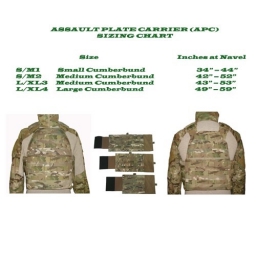 ASSAULT PLATE CARRIER (APC)
SIZING CHART
Size Inches at Navel
S/M1 Small Cumberbund 34" – 44"
S/M2 Medium Cumberbund 42" – 52"
L/XL3 Medium Cumberbund 43" – 53"
L/XL4 Large Cumberbund 49" – 59"